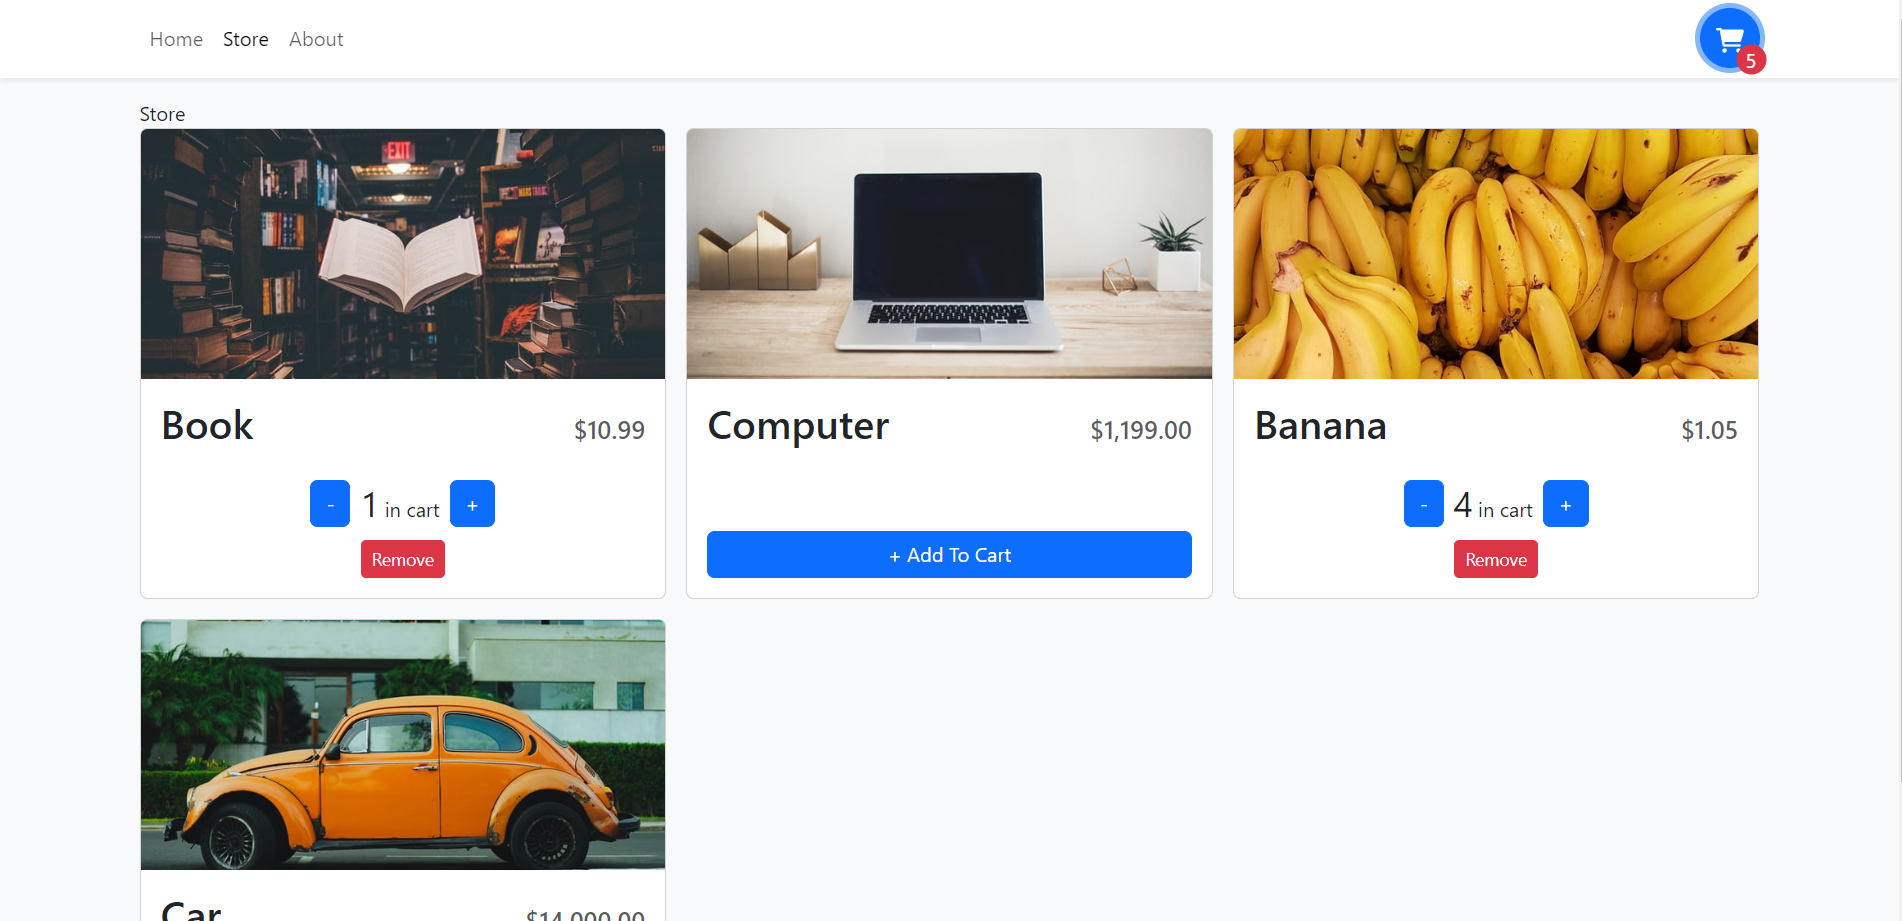 Home Store About
5
Store
EXIT
Book $10.99
- 1 in cart +
Remove
Computer $1,199.00
+ Add To Cart
Banana $1.05
- 4 in cart +
Remove
Car $14,000.00